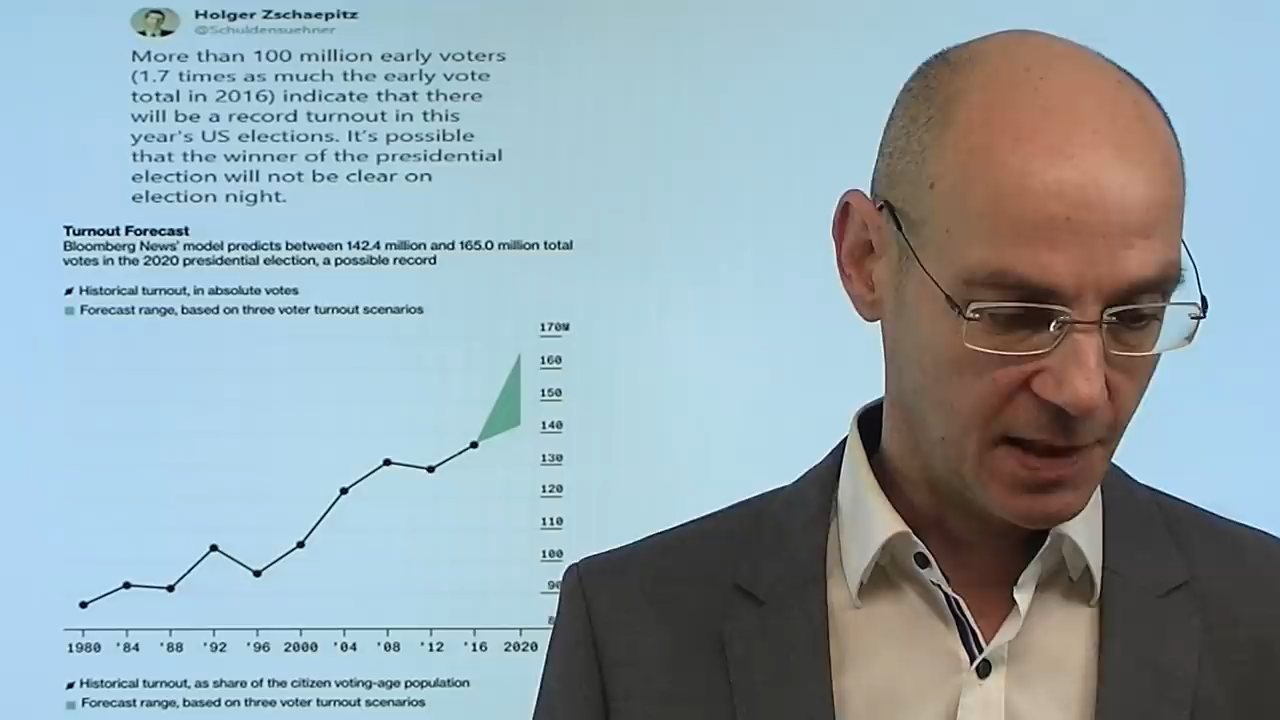 Holger Zschaepitz
@Schuldensuehner
More than 100 million early voters
(1.7 times as much the early vote
total in 2016) indicate that there
will be a record turnout in this
year's US elections. It's possible
that the winner of the presidential
election will not be clear on
election night.
Turnout Forecast
Bloomberg News' model predicts between 142.4 million and 165.0 million total
votes in the 2020 presidential election, a possible record
Historical turnout, in absolute votes
Forecast range, based on three voter turnout scenarios
170M
160
150
140
130
120
110
100
90
8
1980 '84 '88 '92 '96 2000 '04 '08 '12 '16 2020
Historical turnout, as share of the citizen voting-age population
Forecast range, based on three voter turnout scenarios